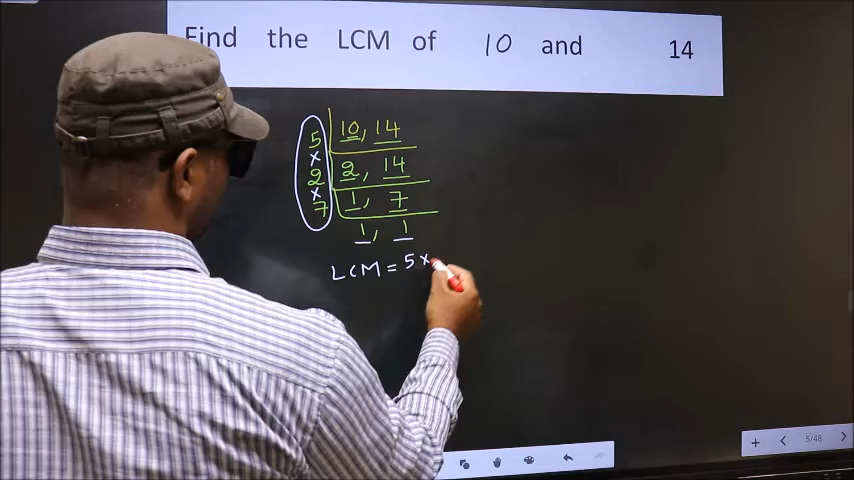 Find the LCM of 10 and 14
5 10, 14
×
2 2, 14
×
7 1, 7
1, 1
LCM = 5 ×
5/48